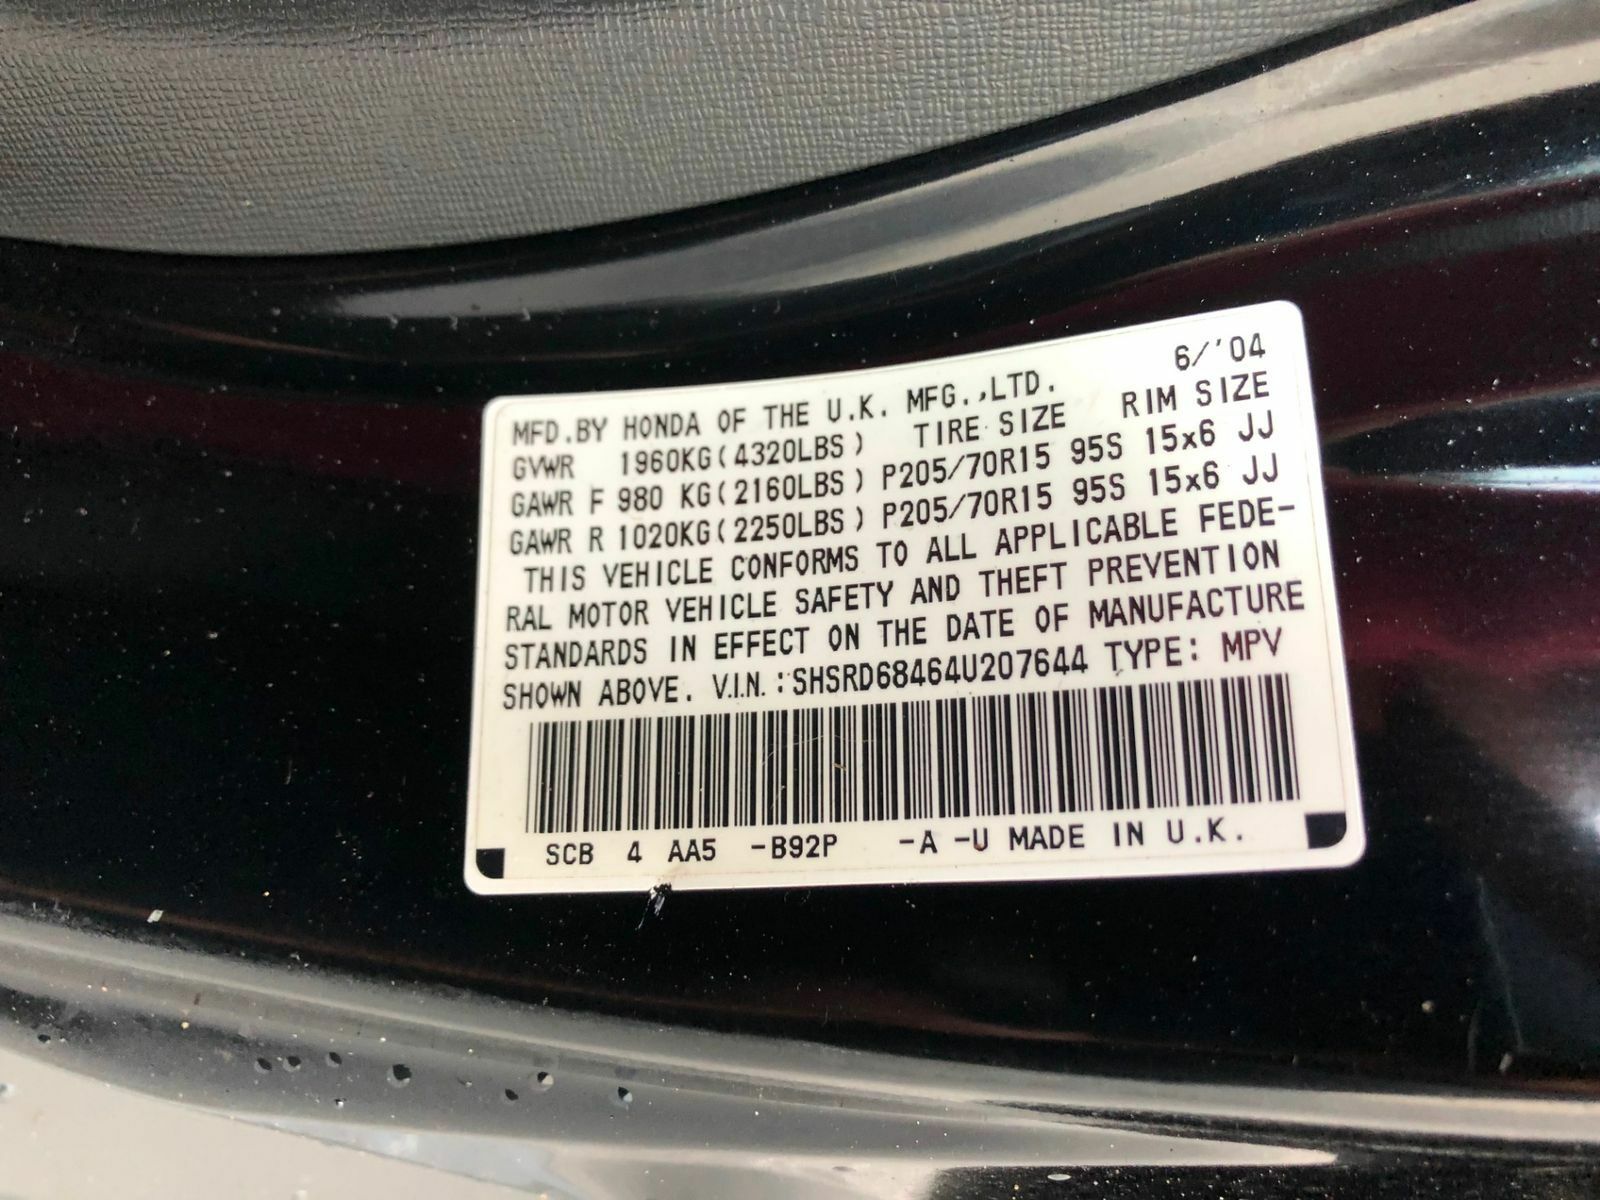 6/'04
MFD.BY HONDA OF THE U.K. MFG.,LTD.
GVWR 1960KG(4320LBS) TIRE SIZE RIM SIZE
GAWR F 980 KG(2160LBS) P205/70R15 95S 15x6 JJ
GAWR R 1020KG(2250LBS) P205/70R15 95S 15x6 JJ
THIS VEHICLE CONFORMS TO ALL APPLICABLE FEDE-
RAL MOTOR VEHICLE SAFETY AND THEFT PREVENTION
STANDARDS IN EFFECT ON THE DATE OF MANUFACTURE
SHOWN ABOVE. V.I.N.:SHSRD68464U207644 TYPE: MPV
SCB 4 AA5 -B92P -A -U MADE IN U.K.